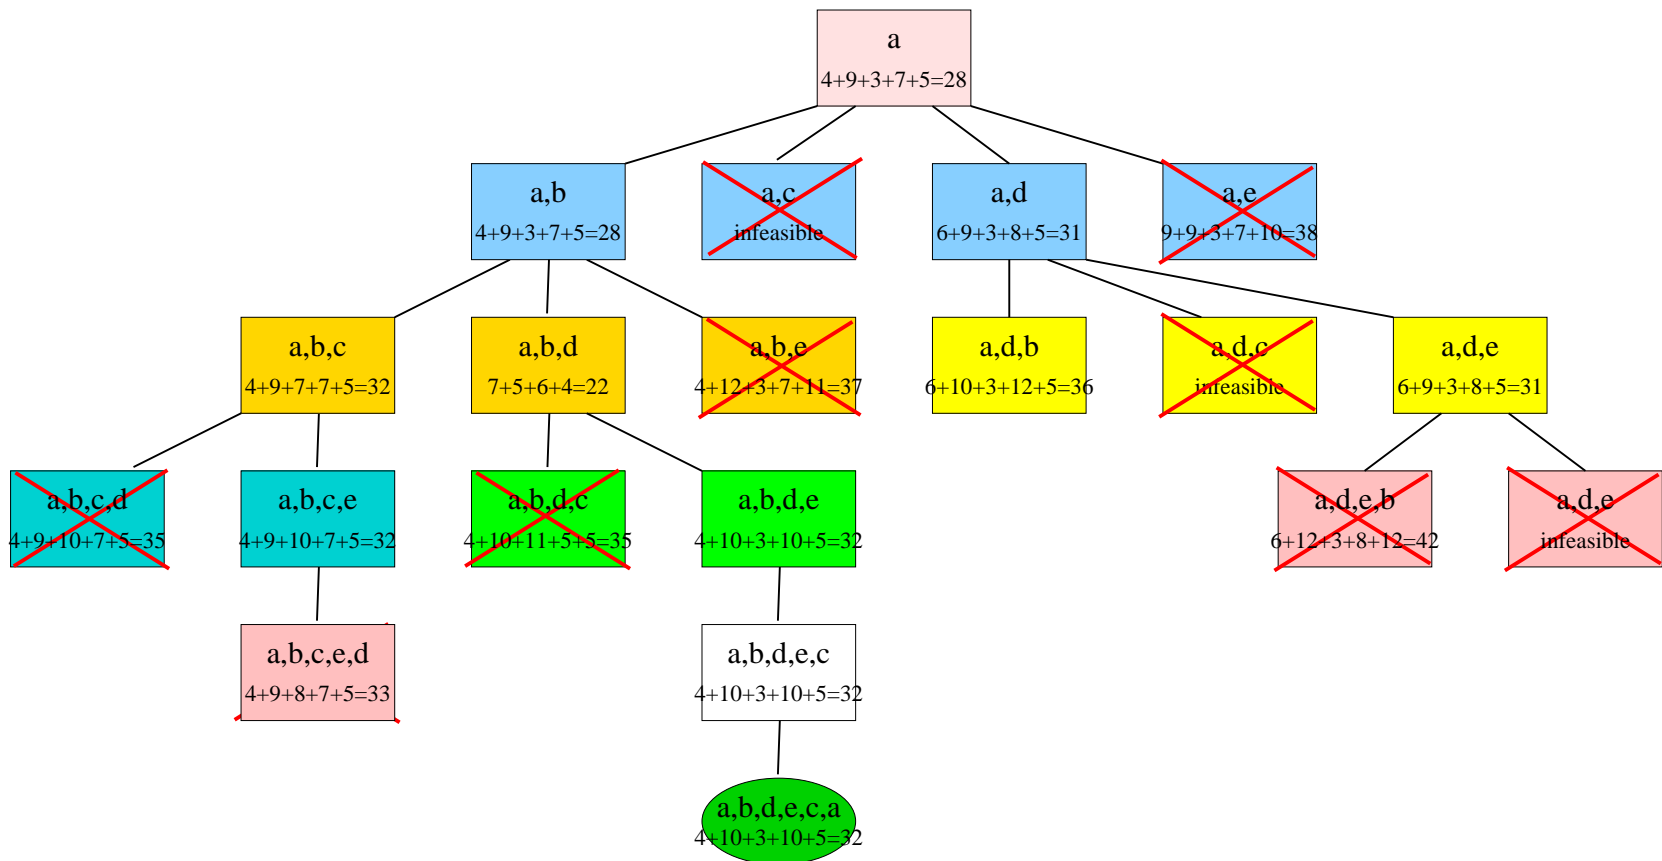 a
4+9+3+7+5=28
a,b
4+9+3+7+5=28
a,c
infeasible
a,d
6+9+3+8+5=31
a,e
9+9+3+7+10=38
a,b,c
4+9+7+7+5=32
a,b,d
7+5+6+4=22
a,b,e
4+12+3+7+11=37
a,d,b
6+10+3+12+5=36
a,d,c
infeasible
a,d,e
6+9+3+8+5=31
a,b,c,d
4+9+10+7+5=35
a,b,c,e
4+9+10+7+5=32
a,b,d,c
4+10+11+5+5=35
a,b,d,e
4+10+3+10+5=32
a,d,e,b
6+12+3+8+12=42
a,d,e
infeasible
a,b,c,e,d
4+9+8+7+5=33
a,b,d,e,c
4+10+3+10+5=32
a,b,d,e,c,a
4+10+3+10+5=32